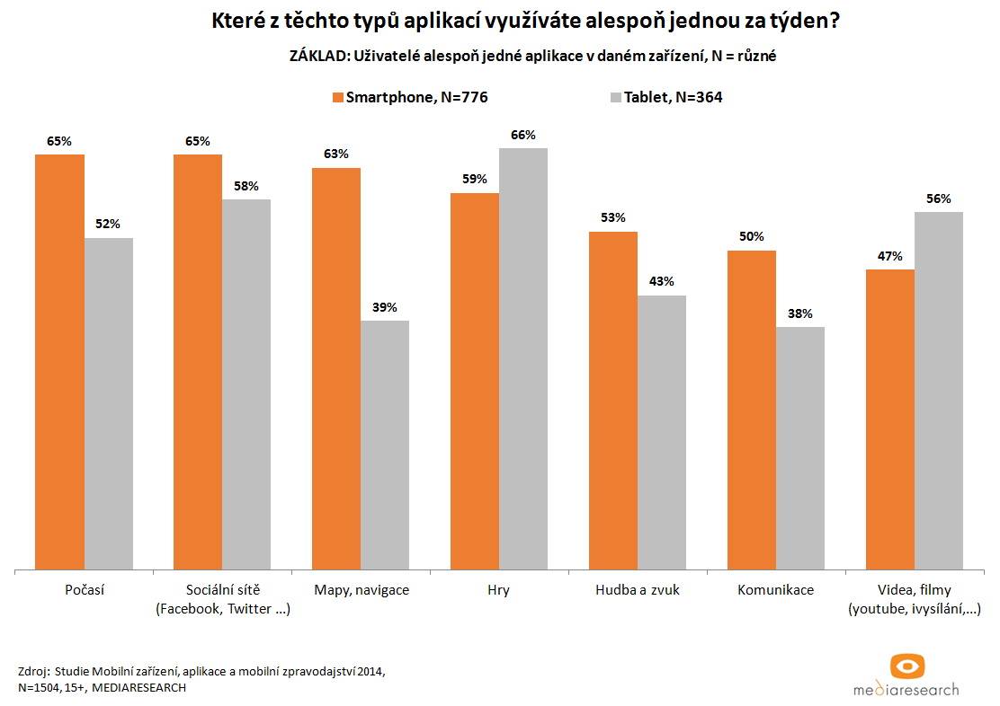 Které z těchto typů aplikací využíváte alespoň jednou za týden?
ZÁKLAD: Uživatelé alespoň jedné aplikace v daném zařízení, N = různé
Smartphone, N=776 Tablet, N=364
65% 52% 65% 58% 63% 39% 59% 66% 53% 43% 50% 38% 47% 56%
Počasí Sociální sítě Mapy, navigace Hry Hudba a zvuk Komunikace Videa, filmy
(Facebook, Twitter ...) (youtube, ivysílání,...)
Zdroj: Studie Mobilní zařízení, aplikace a mobilní zpravodajství 2014,
N=1504, 15+, MEDIARESEARCH
mediaresearch